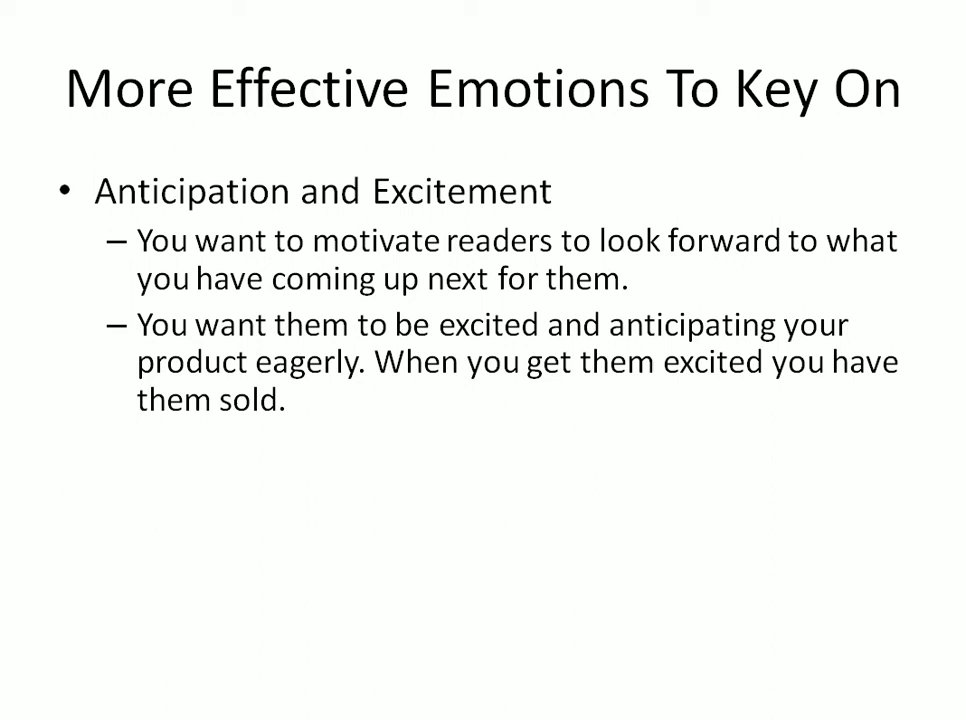 More Effective Emotions To Key On
• Anticipation and Excitement
– You want to motivate readers to look forward to what
you have coming up next for them.
– You want them to be excited and anticipating your
product eagerly. When you get them excited you have
them sold.